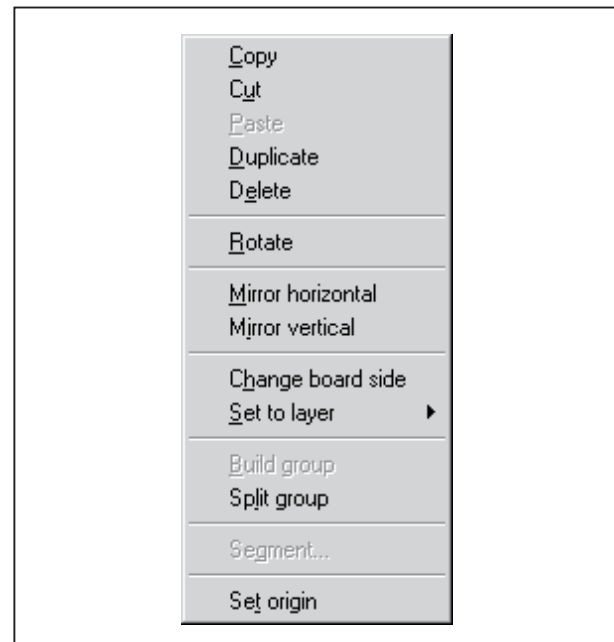 Copy
Cut
Paste
Duplicate
Delete
Rotate
Mirror horizontal
Mirror vertical
Change board side
Set to layer
Build group
Split group
Segment...
Set origin